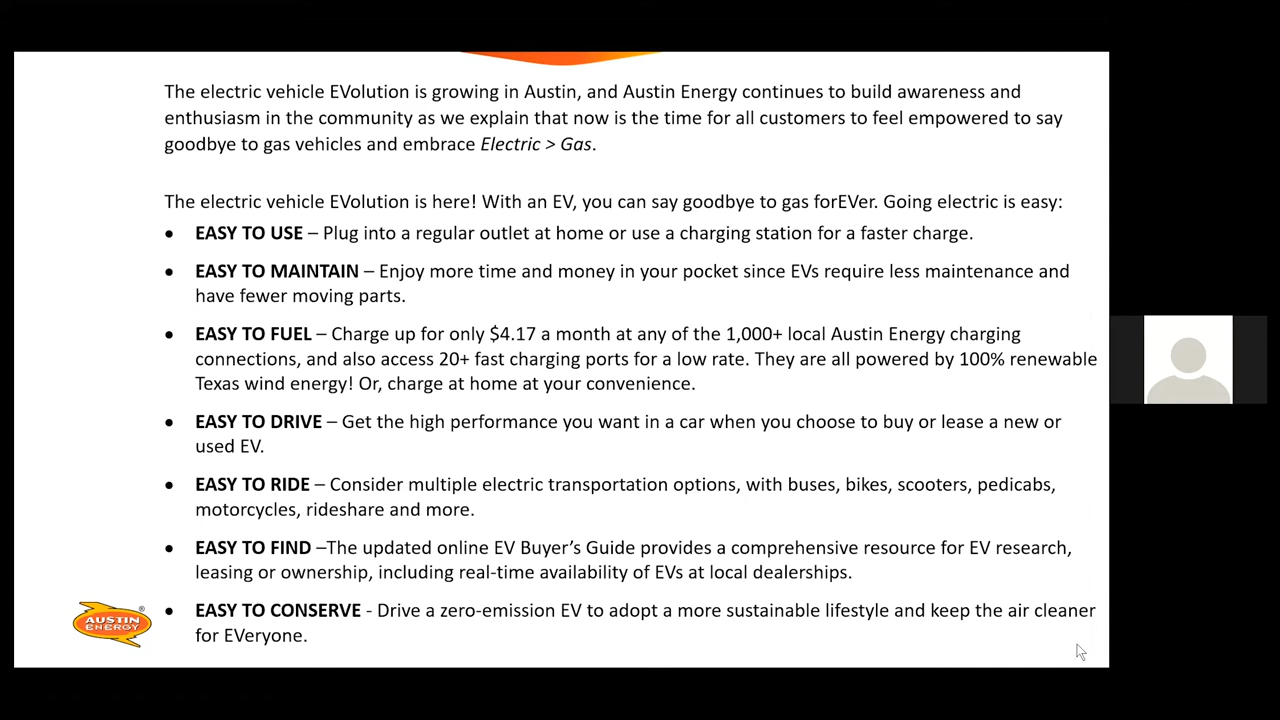 The electric vehicle EVolution is growing in Austin, and Austin Energy continues to build awareness and
enthusiasm in the community as we explain that now is the time for all customers to feel empowered to say
goodbye to gas vehicles and embrace Electric > Gas.
The electric vehicle EVolution is here! With an EV, you can say goodbye to gas forEVer. Going electric is easy:
• EASY TO USE – Plug into a regular outlet at home or use a charging station for a faster charge.
• EASY TO MAINTAIN – Enjoy more time and money in your pocket since EVs require less maintenance and
have fewer moving parts.
• EASY TO FUEL – Charge up for only $4.17 a month at any of the 1,000+ local Austin Energy charging
connections, and also access 20+ fast charging ports for a low rate. They are all powered by 100% renewable
Texas wind energy! Or, charge at home at your convenience.
• EASY TO DRIVE – Get the high performance you want in a car when you choose to buy or lease a new or
used EV.
• EASY TO RIDE – Consider multiple electric transportation options, with buses, bikes, scooters, pedicabs,
motorcycles, rideshare and more.
• EASY TO FIND –The updated online EV Buyer’s Guide provides a comprehensive resource for EV research,
leasing or ownership, including real-time availability of EVs at local dealerships.
• EASY TO CONSERVE - Drive a zero-emission EV to adopt a more sustainable lifestyle and keep the air cleaner
for EVeryone.
AUSTIN
ENERGY
®